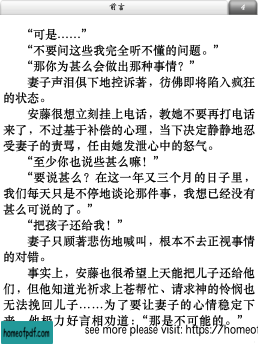 前言 4
“可是……”
“不要问这些我完全听不懂的问题。”
“那你为甚么会做出那种事情？”
妻子声泪俱下地控诉著，彷佛即将陷入疯狂
的状态。
安藤很想立刻挂上电话，教她不要再打电话
来了，不过基于补偿的心理，当下决定静静地忍
受妻子的责骂，任由她发泄心中的怒气。
“至少你也说些甚么嘛！”
“要说甚么？在这一年又三个月的日子里，
我们每天只是不停地谈论那件事，我想已经没有
甚么可说的了。”
“把孩子还给我！”
妻子只顾著悲伤地喊叫，根本不去正视事情
的对错。
事实上，安藤也很希望上天能把儿子还给他
们，但他知道光祈求上苍帮忙、请求神的怜悯也
无法挽回儿子……为了要让妻子的心情稳定下
来，他极力好言相劝道：“那是不可能的。”
homeofpdf.com
see more please visit: https://homeof